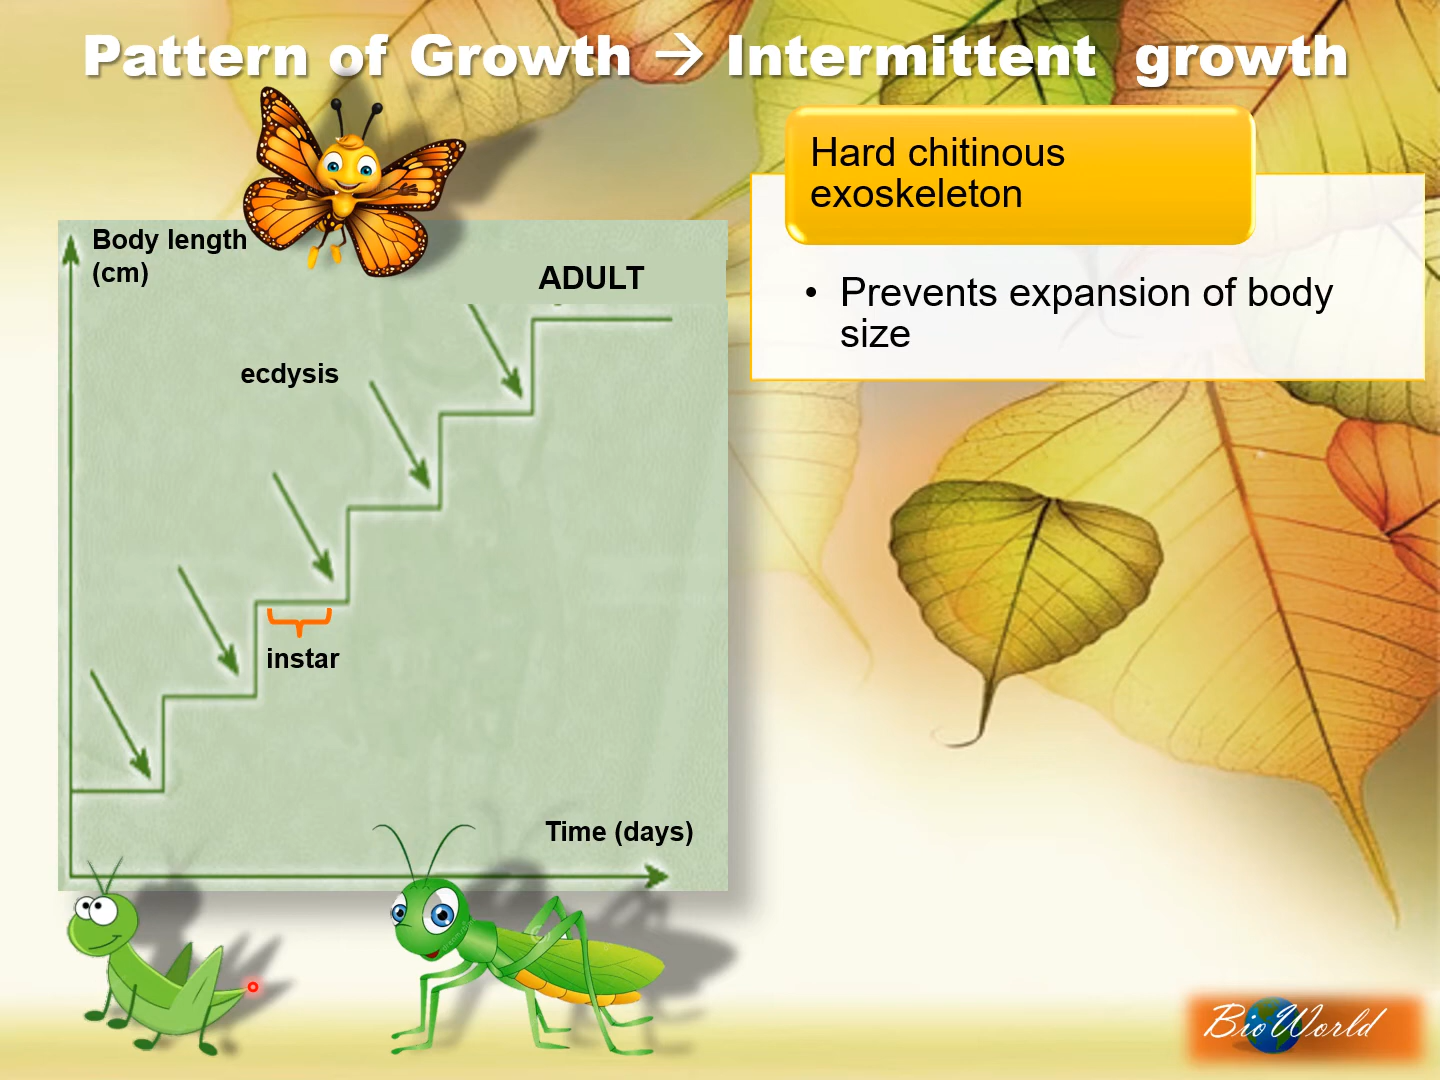 Pattern of Growth → Intermittent growth
Hard chitinous
exoskeleton
• Prevents expansion of body
size
Body length
(cm)
ADULT
ecdysis
instar
Time (days)
BioWorld